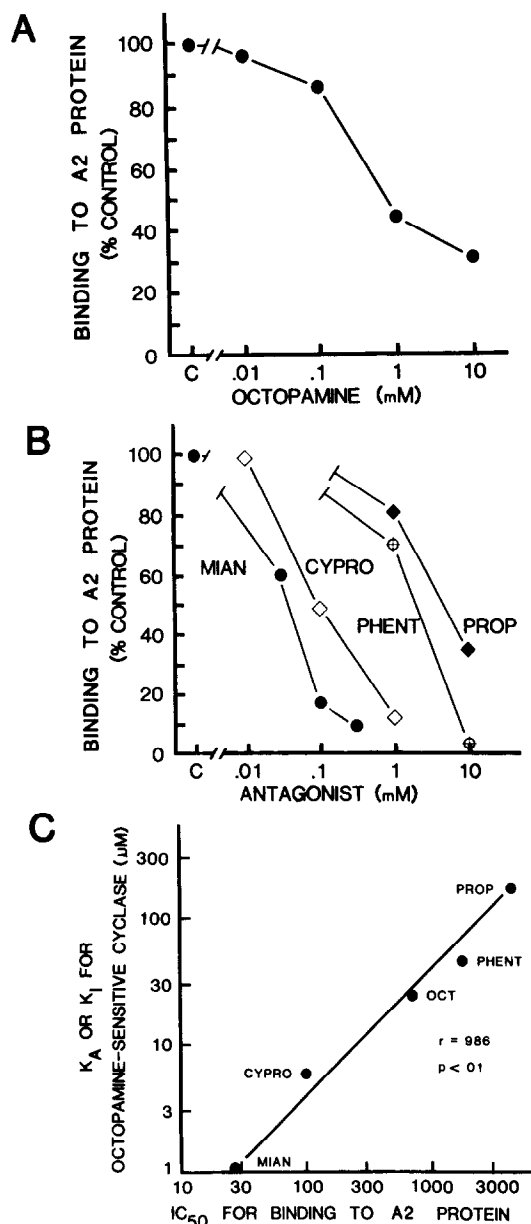 A
BINDING TO A2 PROTEIN
(% CONTROL)
100
80
60
40
20
0
C .01 .1 1 10
OCTOPAMINE (mM)
B
BINDING TO A2 PROTEIN
(% CONTROL)
100
80
60
40
20
0
MIAN
CYPRO
PHENT
PROP
C .01 .1 1 10
ANTAGONIST (mM)
C
KA OR KI FOR
OCTOPAMINE-SENSITIVE CYCLASE (µM)
300
100
30
10
3
1
PROP
PHENT
OCT
r = 986
p < 01
CYPRO
MIAN
10 30 100 300 1000 3000
IC50 FOR BINDING TO A2 PROTEIN